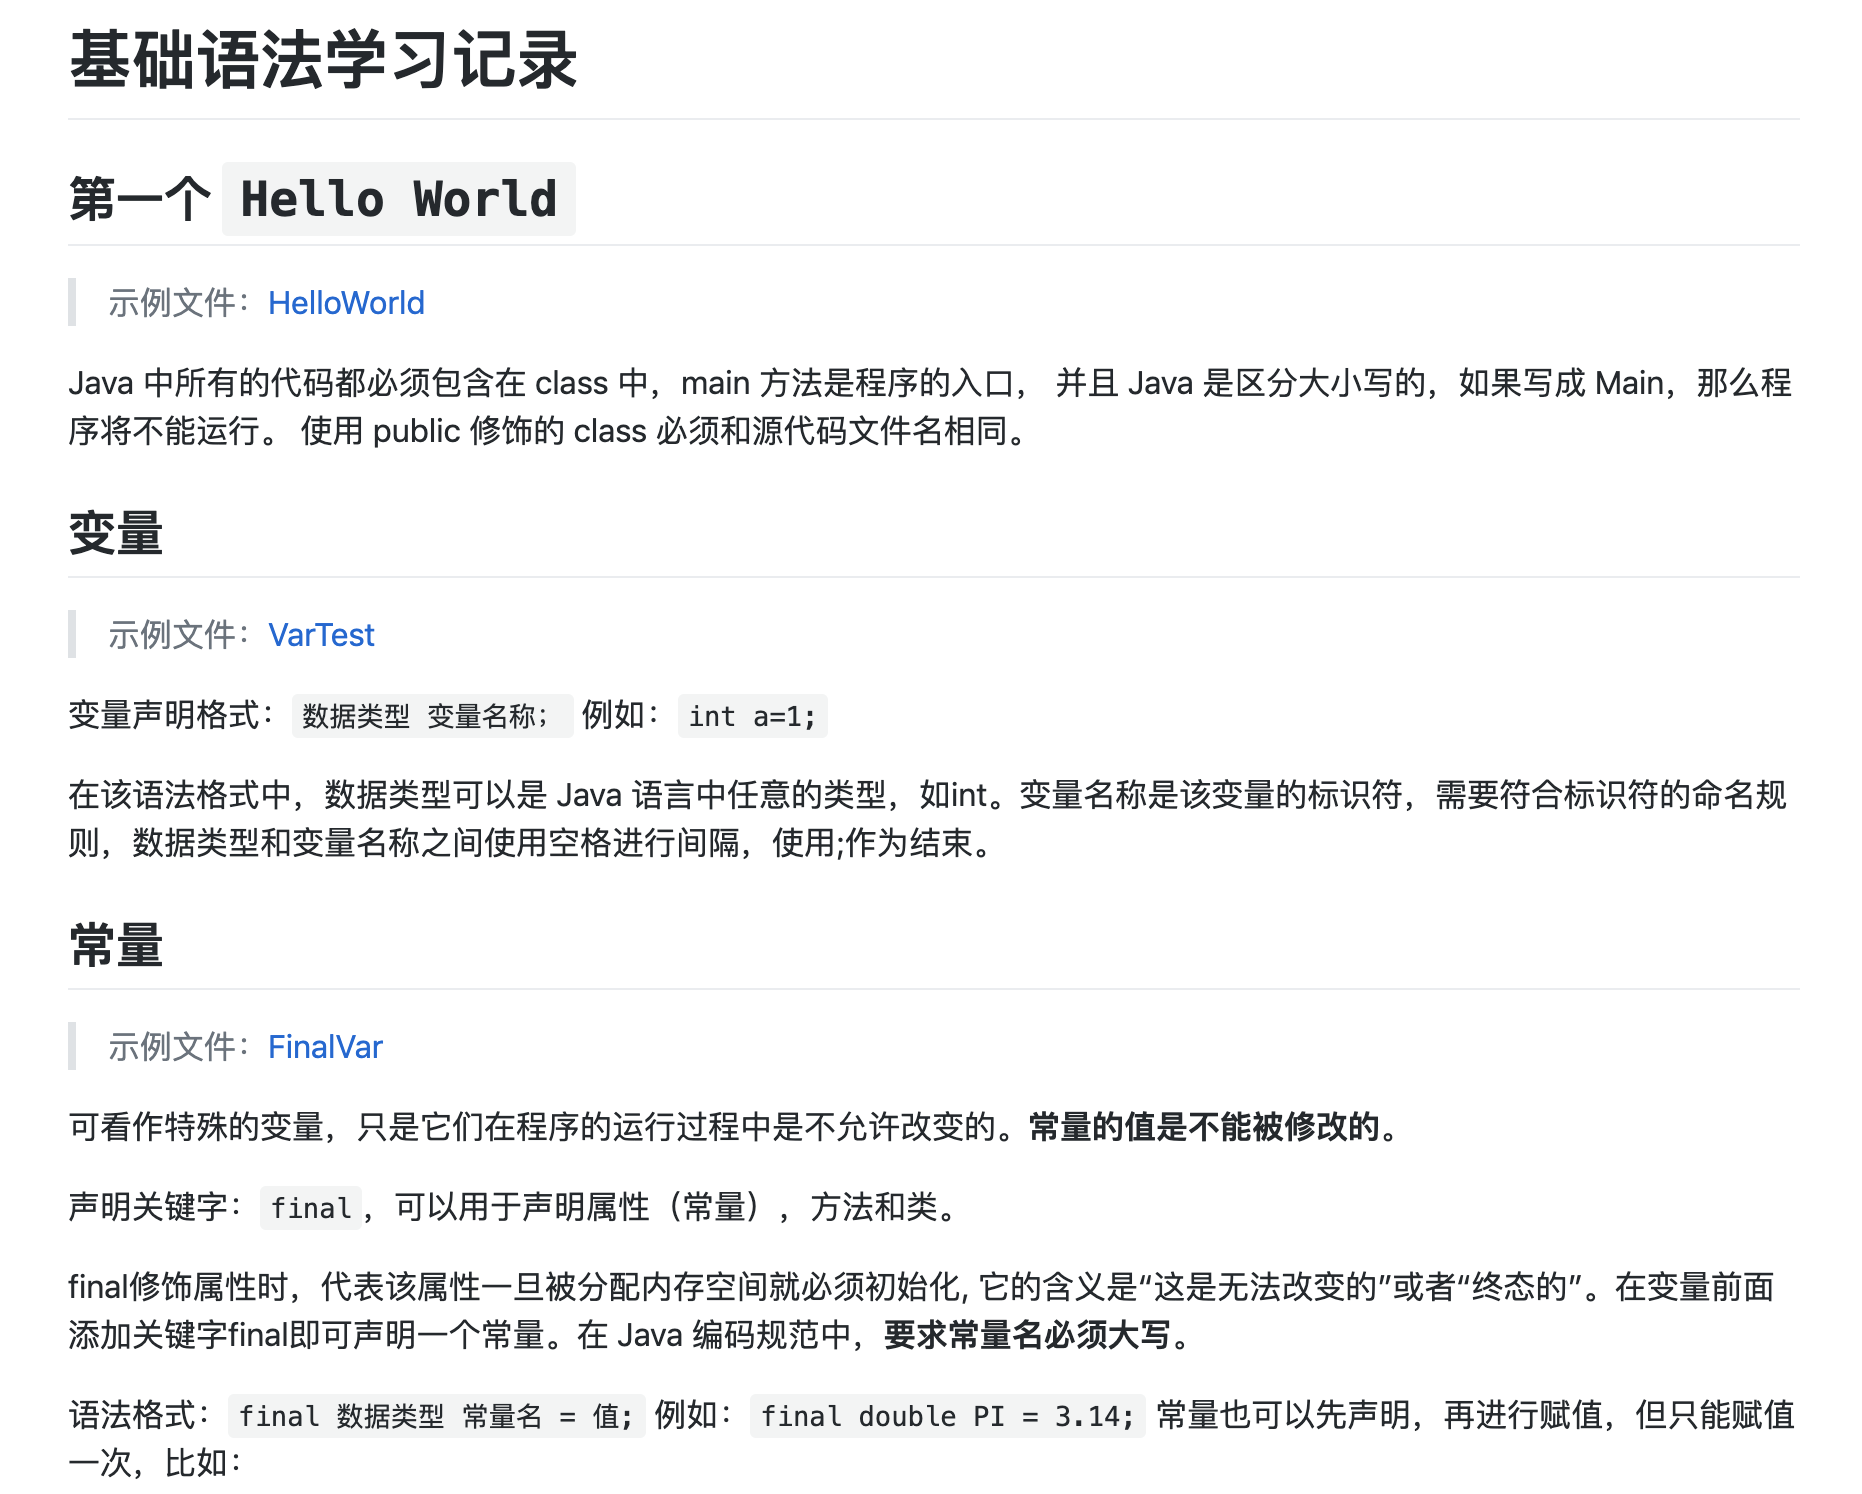 基础语法学习记录
第一个 Hello World
示例文件：HelloWorld
Java 中所有的代码都必须包含在 class 中，main 方法是程序的入口， 并且 Java 是区分大小写的，如果写成 Main，那么程
序将不能运行。 使用 public 修饰的 class 必须和源代码文件名相同。
变量
示例文件：VarTest
变量声明格式：数据类型 变量名称； 例如：int a=1;
在该语法格式中，数据类型可以是 Java 语言中任意的类型，如int。变量名称是该变量的标识符，需要符合标识符的命名规
则，数据类型和变量名称之间使用空格进行间隔，使用;作为结束。
常量
示例文件：FinalVar
可看作特殊的变量，只是它们在程序的运行过程中是不允许改变的。常量的值是不能被修改的。
声明关键字：final，可以用于声明属性（常量），方法和类。
final修饰属性时，代表该属性一旦被分配内存空间就必须初始化, 它的含义是“这是无法改变的”或者“终态的”。在变量前面
添加关键字final即可声明一个常量。在 Java 编码规范中，要求常量名必须大写。
语法格式：final 数据类型 常量名 = 值; 例如：final double PI = 3.14; 常量也可以先声明，再进行赋值，但只能赋值
一次，比如：